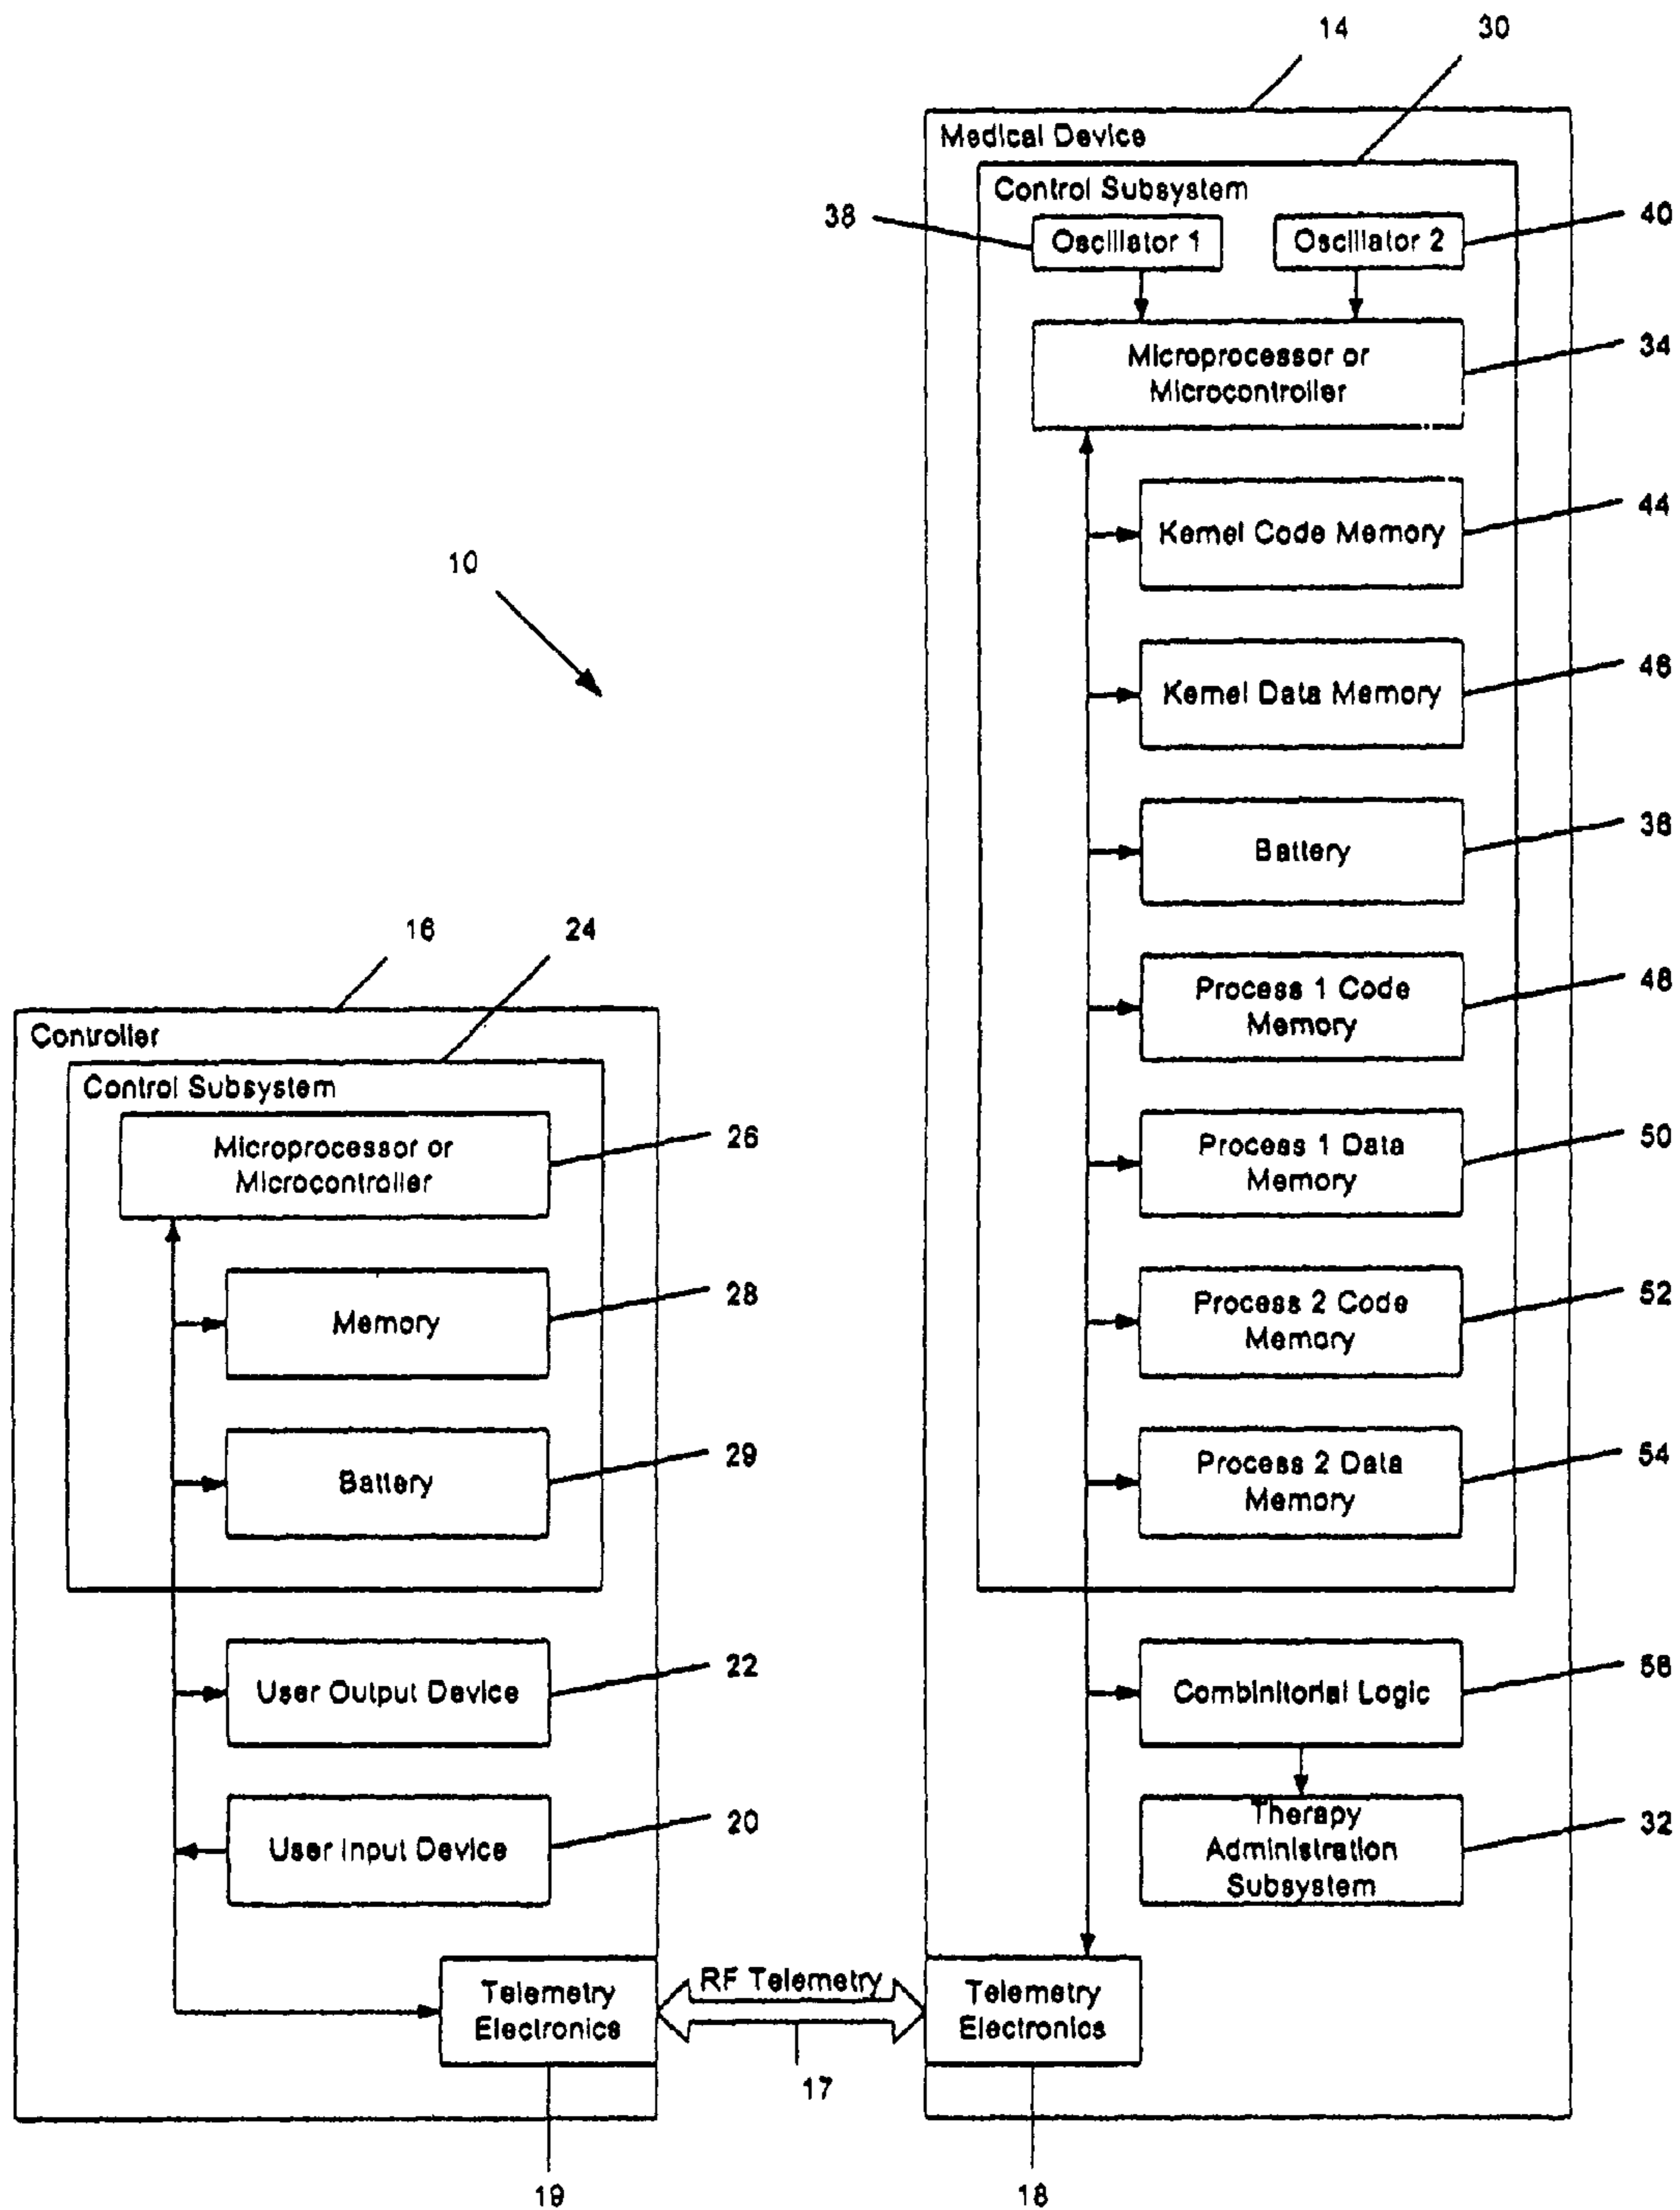 14
30
Medical Device
Control Subsystem
38
Oscillator 1
Oscillator 2
40
Microprocessor or
Microcontroller
34
Kernel Code Memory
44
10
Kernel Data Memory
46
Battery
36
16
24
Process 1 Code
Memory
48
Controller
Control Subsystem
Microprocessor or
Microcontroller
26
Process 1 Data
Memory
50
Memory
28
Process 2 Code
Memory
52
Battery
29
Process 2 Data
Memory
54
User Output Device
22
Combinitorial Logic
56
User Input Device
20
Therapy
Administration
Subsystem
32
Telemetry
Electronics
RF Telemetry
Telemetry
Electronics
17
19
18